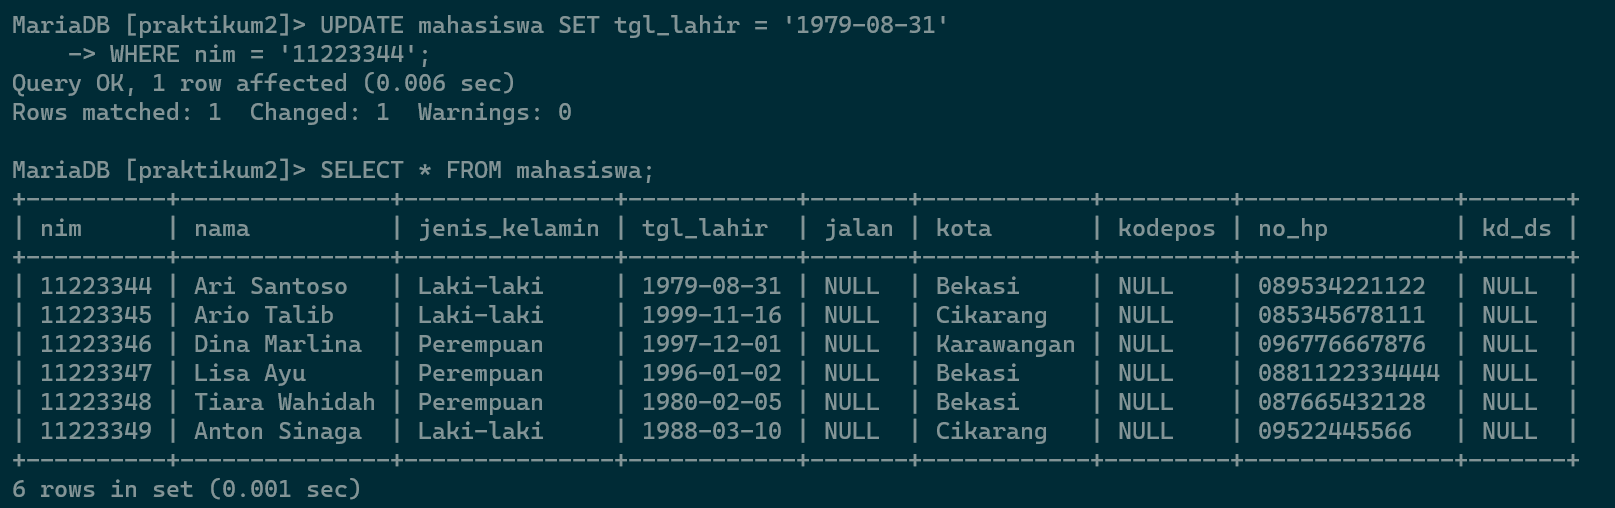 MariaDB [praktikum2]> UPDATE mahasiswa SET tgl_lahir = '1979-08-31'
    -> WHERE nim = '11223344';
Query OK, 1 row affected (0.006 sec)
Rows matched: 1  Changed: 1  Warnings: 0

MariaDB [praktikum2]> SELECT * FROM mahasiswa;
+----------+---------------+---------------+------------+-------+-----------+---------+---------------+-------+
| nim      | nama          | jenis_kelamin | tgl_lahir  | jalan | kota      | kodepos | no_hp         | kd_ds |
+----------+---------------+---------------+------------+-------+-----------+---------+---------------+-------+
| 11223344 | Ari Santoso   | Laki-laki     | 1979-08-31 | NULL  | Bekasi    | NULL    | 089534221122  | NULL  |
| 11223345 | Ario Talib    | Laki-laki     | 1999-11-16 | NULL  | Cikarang  | NULL    | 085345678111  | NULL  |
| 11223346 | Dina Marlina  | Perempuan     | 1997-12-01 | NULL  | Karawangan | NULL    | 096776667876  | NULL  |
| 11223347 | Lisa Ayu      | Perempuan     | 1996-01-02 | NULL  | Bekasi    | NULL    | 0881122334444 | NULL  |
| 11223348 | Tiara Wahidah | Perempuan     | 1980-02-05 | NULL  | Bekasi    | NULL    | 087665432128  | NULL  |
| 11223349 | Anton Sinaga  | Laki-laki     | 1988-03-10 | NULL  | Cikarang  | NULL    | 09522445566   | NULL  |
+----------+---------------+---------------+------------+-------+-----------+---------+---------------+-------+
6 rows in set (0.001 sec)